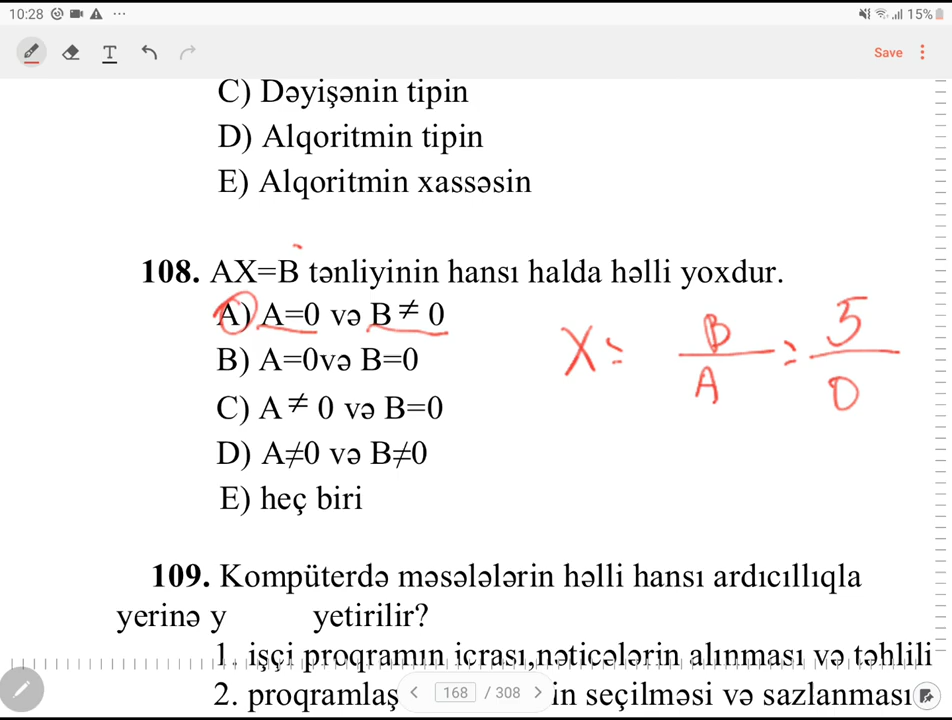 10:28 15%
T Save
C) Dəyişənin tipin
D) Alqoritmin tipin
E) Alqoritmin xassəsin
108. AX=B tənliyinin hansı halda həlli yoxdur.
A) A=0 və B ≠ 0
B) A=0və B=0
C) A ≠ 0 və B=0
D) A≠0 və B≠0
E) heç biri
X = B/A = 5/0
109. Kompüterdə məsələlərin həlli hansı ardıcıllıqla
yerinə y yetirilir?
1. işçi proqramın icrası,nəticələrin alınması və təhlili
2. proqramlaş in seçilməsi və sazlanması
168 / 308